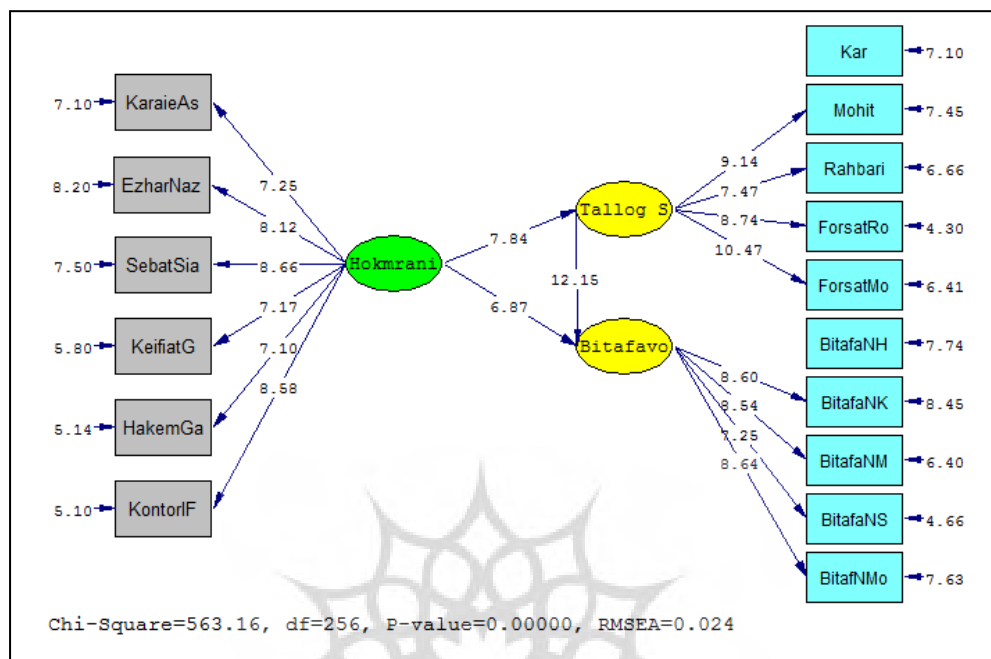 KaraieAs
EzharNaz
SebatSia
KeifiatG
HakemGa
KontorlF
7.10
8.20
7.50
5.80
5.14
5.10
7.25
8.12
8.66
7.17
7.10
8.58
Hokmrani
7.84
6.87
Tallog S
12.15
Bitafavo
9.14
7.47
8.74
10.47
8.60
8.54
7.25
8.64
Kar
Mohit
Rahbari
ForsatRo
ForsatMo
BitafaNH
BitafaNK
BitafaNM
BitafaNS
BitafNMo
7.10
7.45
6.66
4.30
6.41
7.74
8.45
6.40
4.66
7.63
Chi-Square=563.16, df=256, P-value=0.00000, RMSEA=0.024